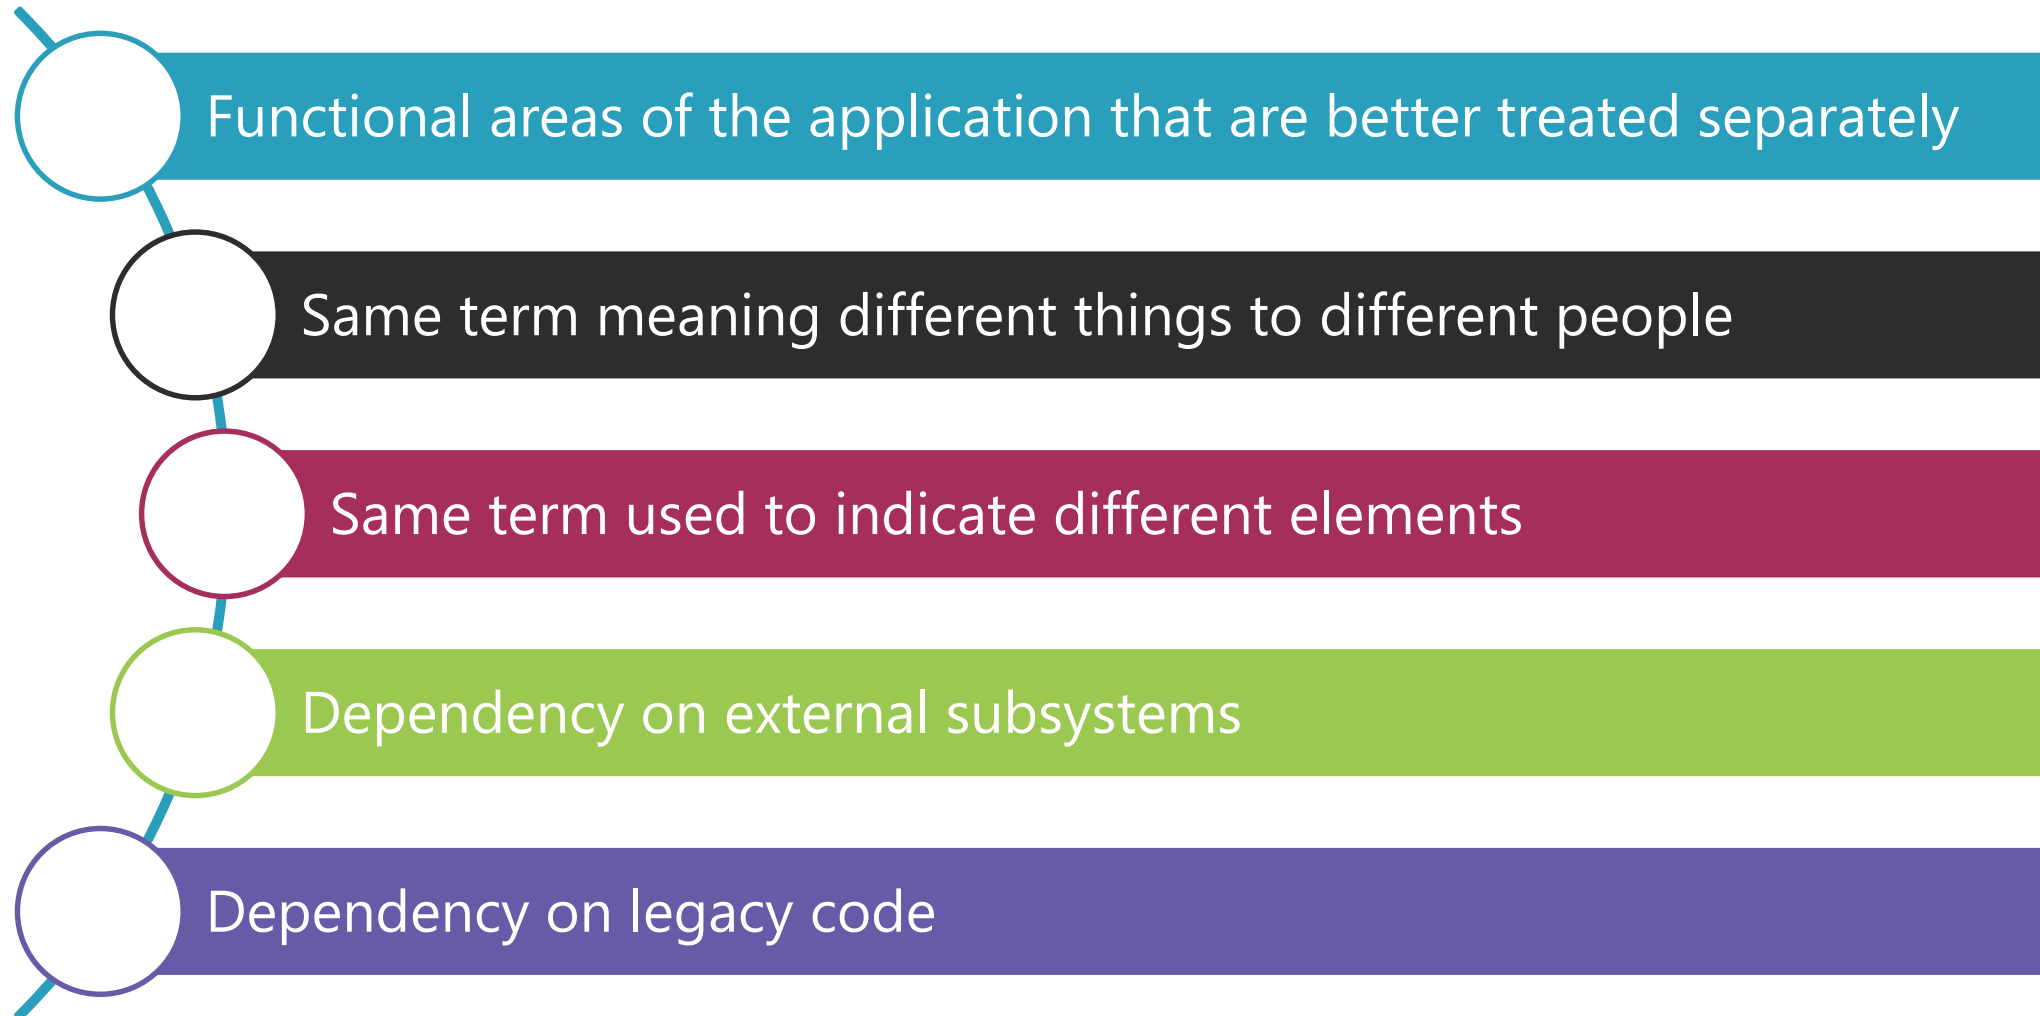 Functional areas of the application that are better treated separately
Same term meaning different things to different people
Same term used to indicate different elements
Dependency on external subsystems
Dependency on legacy code